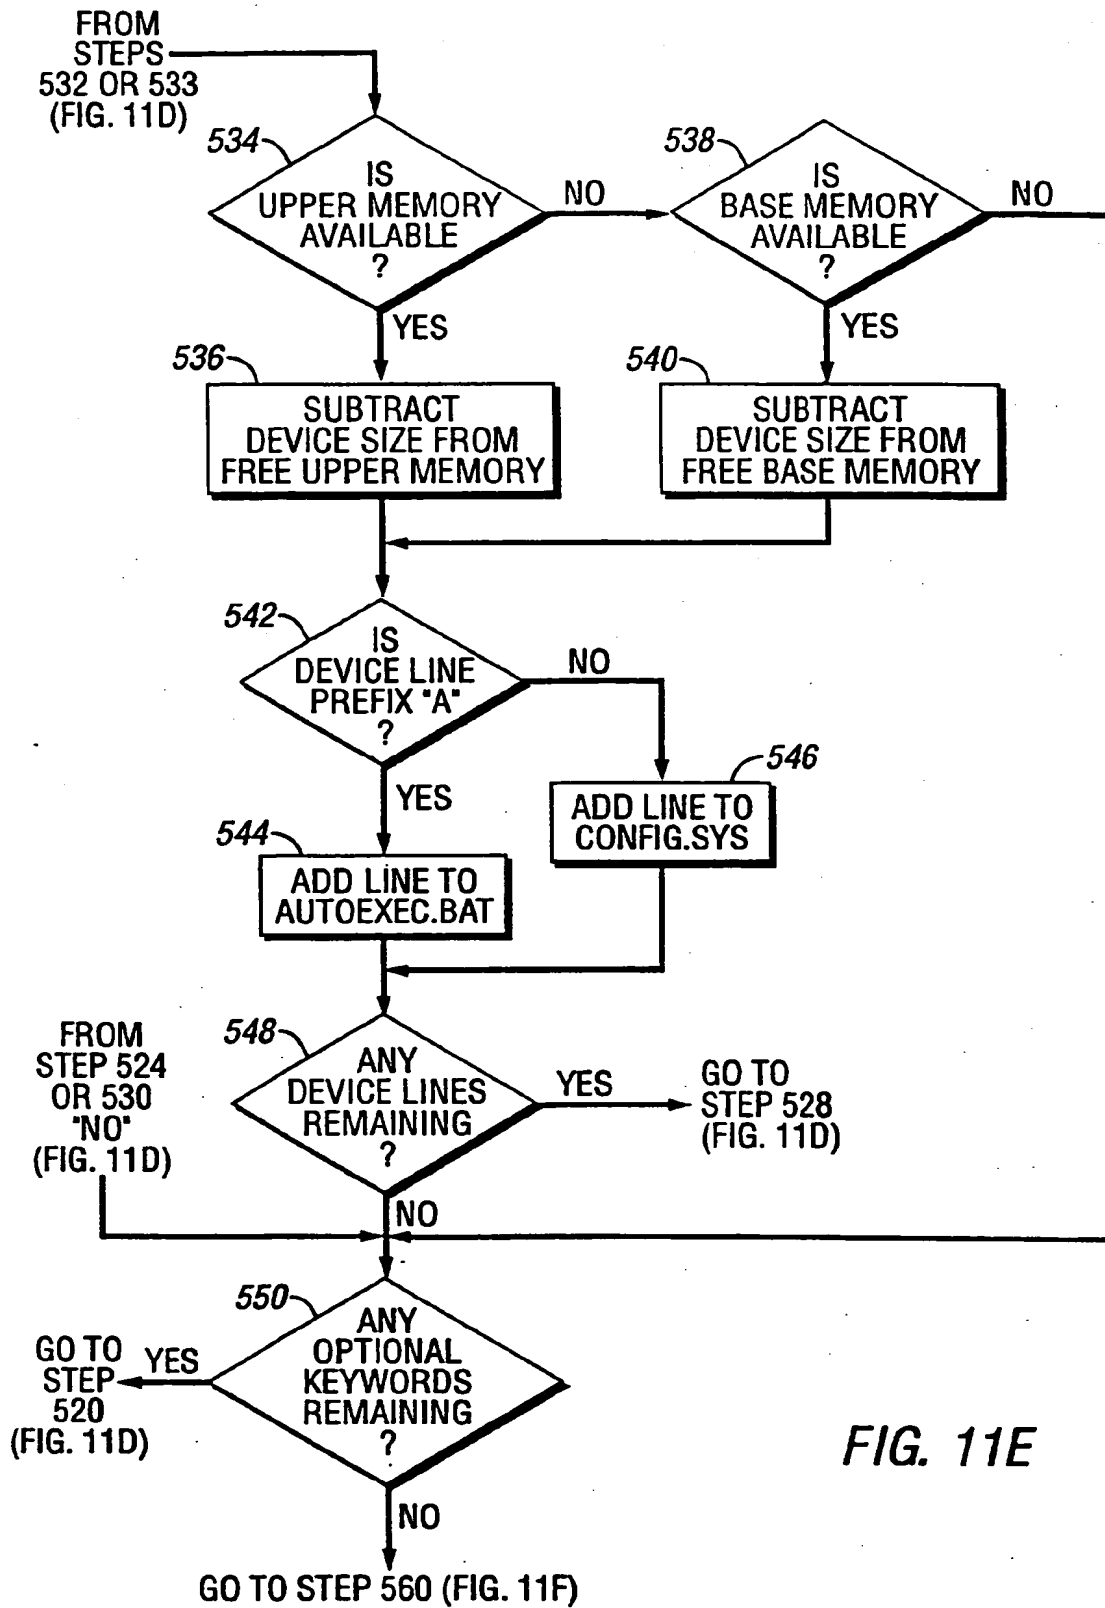 FROM
STEPS
532 OR 533
(FIG. 11D)
534
IS
UPPER MEMORY
AVAILABLE
?
NO
YES
538
IS
BASE MEMORY
AVAILABLE
?
NO
YES
536
SUBTRACT
DEVICE SIZE FROM
FREE UPPER MEMORY
540
SUBTRACT
DEVICE SIZE FROM
FREE BASE MEMORY
542
IS
DEVICE LINE
PREFIX "A"
?
NO
YES
546
ADD LINE TO
CONFIG.SYS
544
ADD LINE TO
AUTOEXEC.BAT
FROM
STEP 524
OR 530
"NO"
(FIG. 11D)
548
ANY
DEVICE LINES
REMAINING
?
YES
GO TO
STEP 528
(FIG. 11D)
NO
550
ANY
OPTIONAL
KEYWORDS
REMAINING
?
YES
GO TO
STEP
520
(FIG. 11D)
NO
GO TO STEP 560 (FIG. 11F)
FIG. 11E